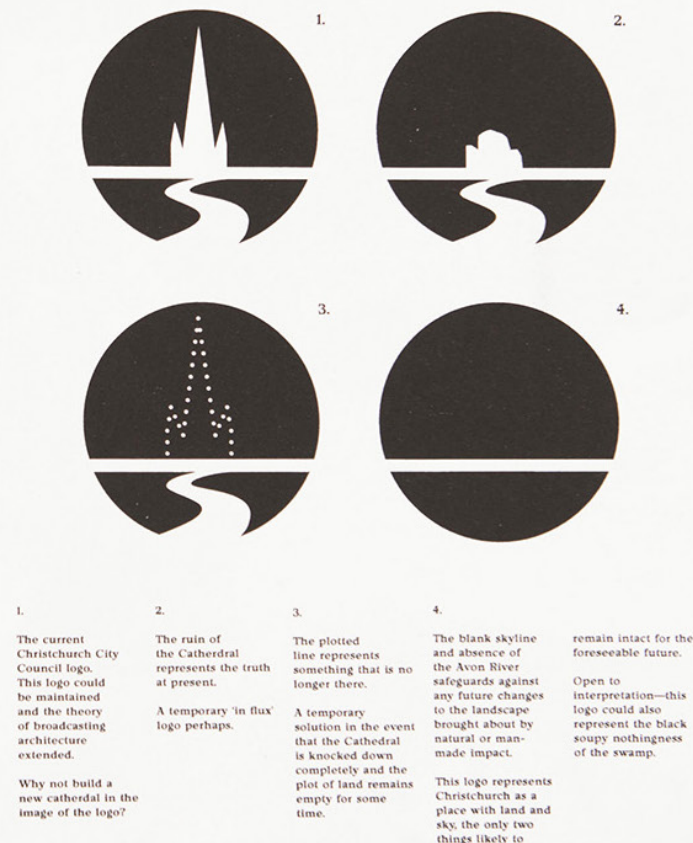 1.
2.
3.
4.
1.
The current
Christchurch City
Council logo.
This logo could
be maintained
and the theory
of broadcasting
architecture
extended.
Why not build a
new catherdal in the
image of the logo?
2.
The ruin of
the Catherdral
represents the truth
at present.
A temporary 'in flux'
logo perhaps.
3.
The plotted
line represents
something that is no
longer there.
A temporary
solution in the event
that the Cathedral
is knocked down
completely and the
plot of land remains
empty for some
time.
4.
The blank skyline
and absence of
the Avon River
safeguards against
any future changes
to the landscape
brought about by
natural or man-
made impact.
This logo represents
Christchurch as a
place with land and
sky, the only two
things likely to
remain intact for the
foreseeable future.
Open to
interpretation—this
logo could also
represent the black
soupy nothingness
of the swamp.